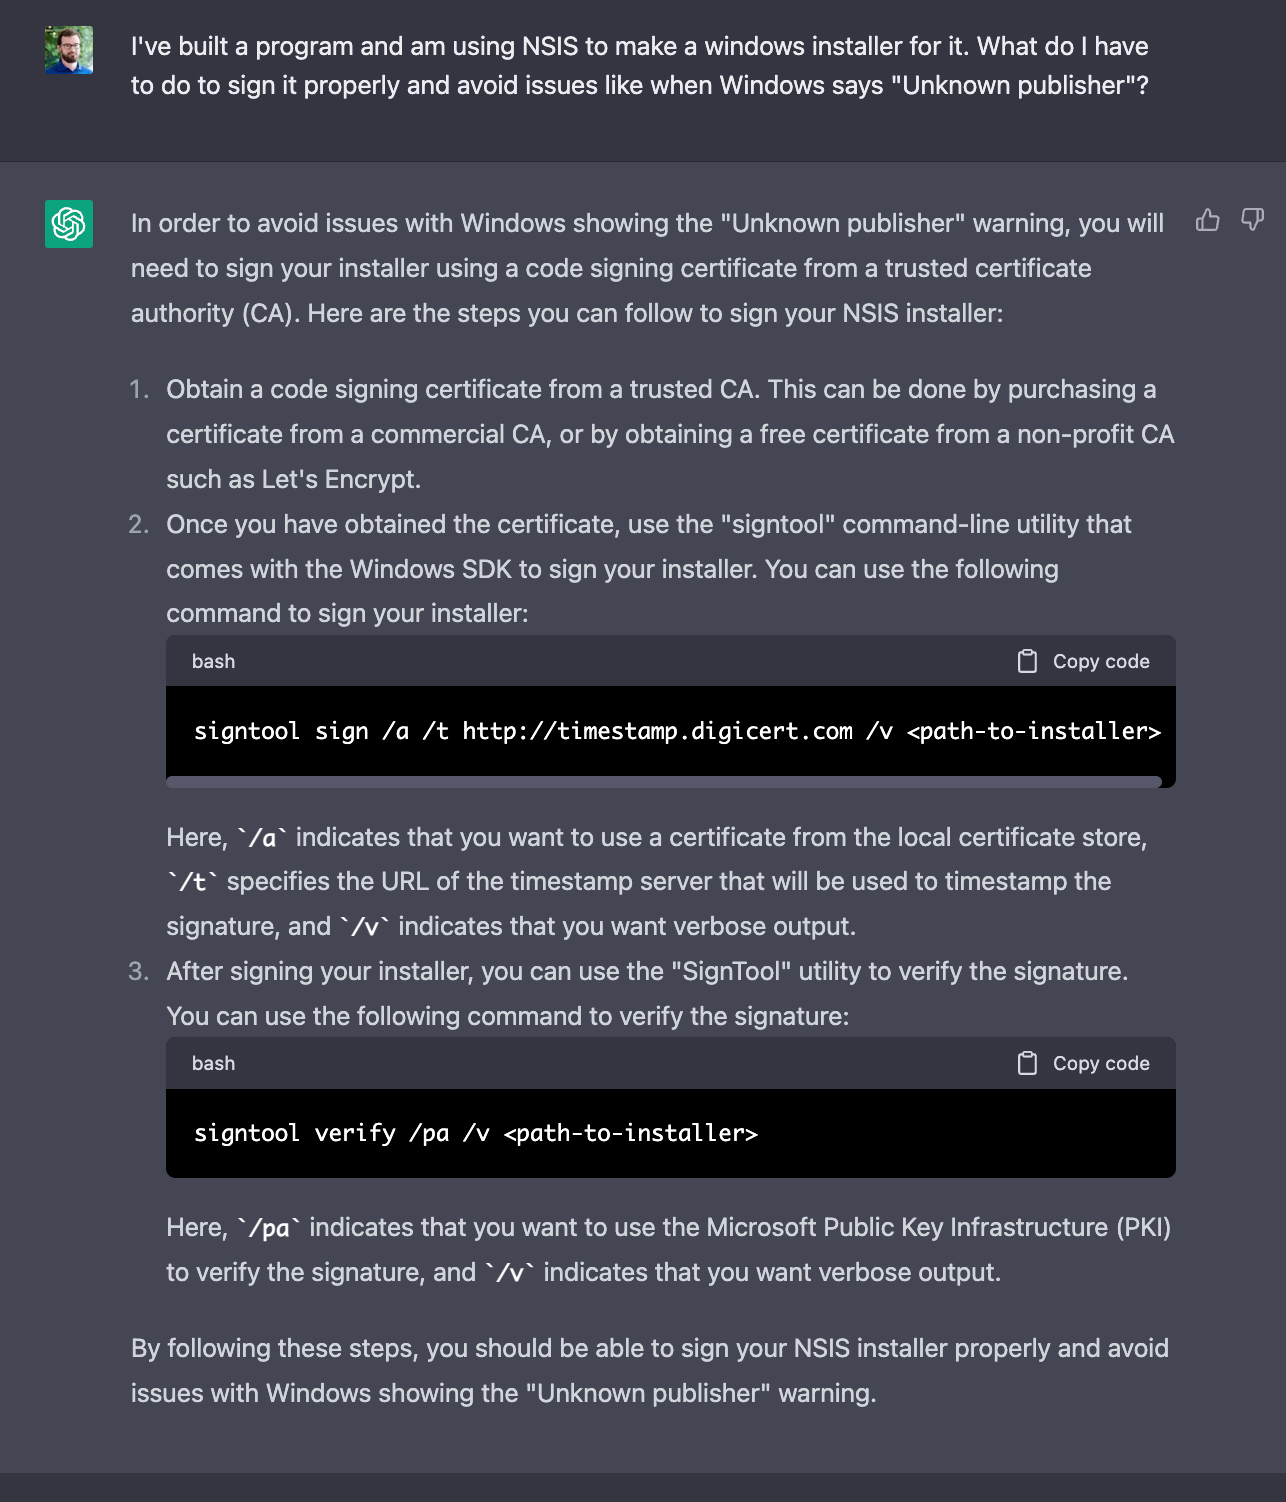 I've built a program and am using NSIS to make a windows installer for it. What do I have
to do to sign it properly and avoid issues like when Windows says "Unknown publisher"?
In order to avoid issues with Windows showing the "Unknown publisher" warning, you will
need to sign your installer using a code signing certificate from a trusted certificate
authority (CA). Here are the steps you can follow to sign your NSIS installer:
1. Obtain a code signing certificate from a trusted CA. This can be done by purchasing a
certificate from a commercial CA, or by obtaining a free certificate from a non-profit CA
such as Let's Encrypt.
2. Once you have obtained the certificate, use the "signtool" command-line utility that
comes with the Windows SDK to sign your installer. You can use the following
command to sign your installer:
bash Copy code
signtool sign /a /t http://timestamp.digicert.com /v <path-to-installer>
Here, `/a` indicates that you want to use a certificate from the local certificate store,
`/t` specifies the URL of the timestamp server that will be used to timestamp the
signature, and `/v` indicates that you want verbose output.
3. After signing your installer, you can use the "SignTool" utility to verify the signature.
You can use the following command to verify the signature:
bash Copy code
signtool verify /pa /v <path-to-installer>
Here, `/pa` indicates that you want to use the Microsoft Public Key Infrastructure (PKI)
to verify the signature, and `/v` indicates that you want verbose output.
By following these steps, you should be able to sign your NSIS installer properly and avoid
issues with Windows showing the "Unknown publisher" warning.